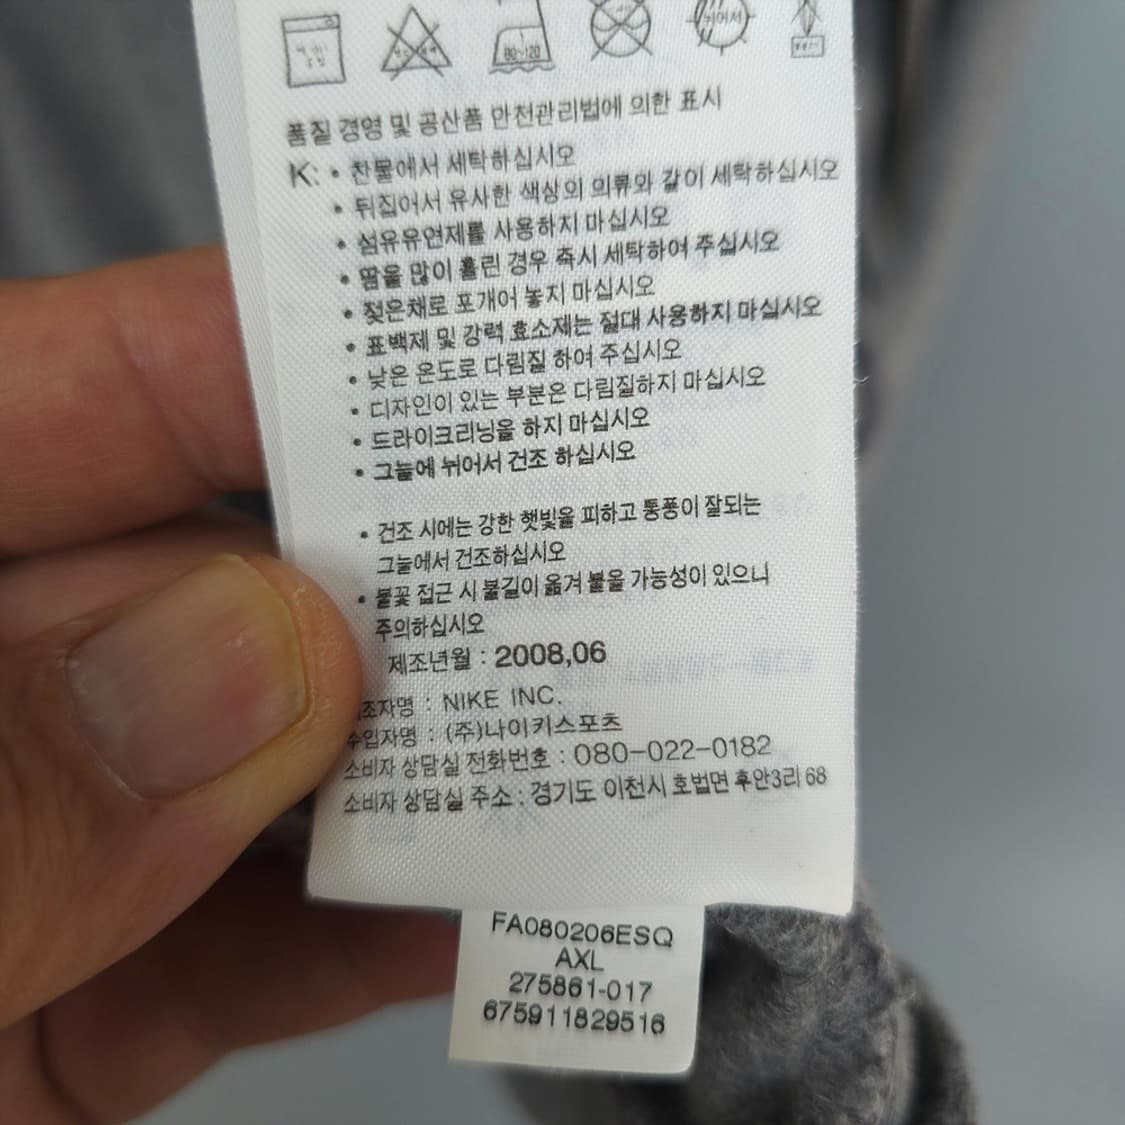 80~120
품질 경영 및 공산품 안전관리법에 의한 표시
K: • 찬물에서 세탁하십시오
• 뒤집어서 유사한 색상의 의류와 같이 세탁하십시오
• 섬유유연제를 사용하지 마십시오
• 땀을 많이 흘린 경우 즉시 세탁하여 주십시오
• 젖은채로 포개어 놓지 마십시오
• 표백제 및 강력 효소제는 절대 사용하지 마십시오
• 낮은 온도로 다림질 하여 주십시오
• 디자인이 있는 부분은 다림질하지 마십시오
• 드라이크리닝을 하지 마십시오
• 그늘에 뉘어서 건조 하십시오
• 건조 시에는 강한 햇빛을 피하고 통풍이 잘되는
그늘에서 건조하십시오
• 불꽃 접근 시 불길이 옮겨 붙을 가능성이 있으니
주의하십시오
제조년월 : 2008,06
조자명 : NIKE INC.
수입자명 : (주)나이키스포츠
소비자 상담실 전화번호 : 080-022-0182
소비자 상담실 주소 : 경기도 이천시 호법면 후안3리 68
FA080206ESQ
AXL
275861-017
675911829516